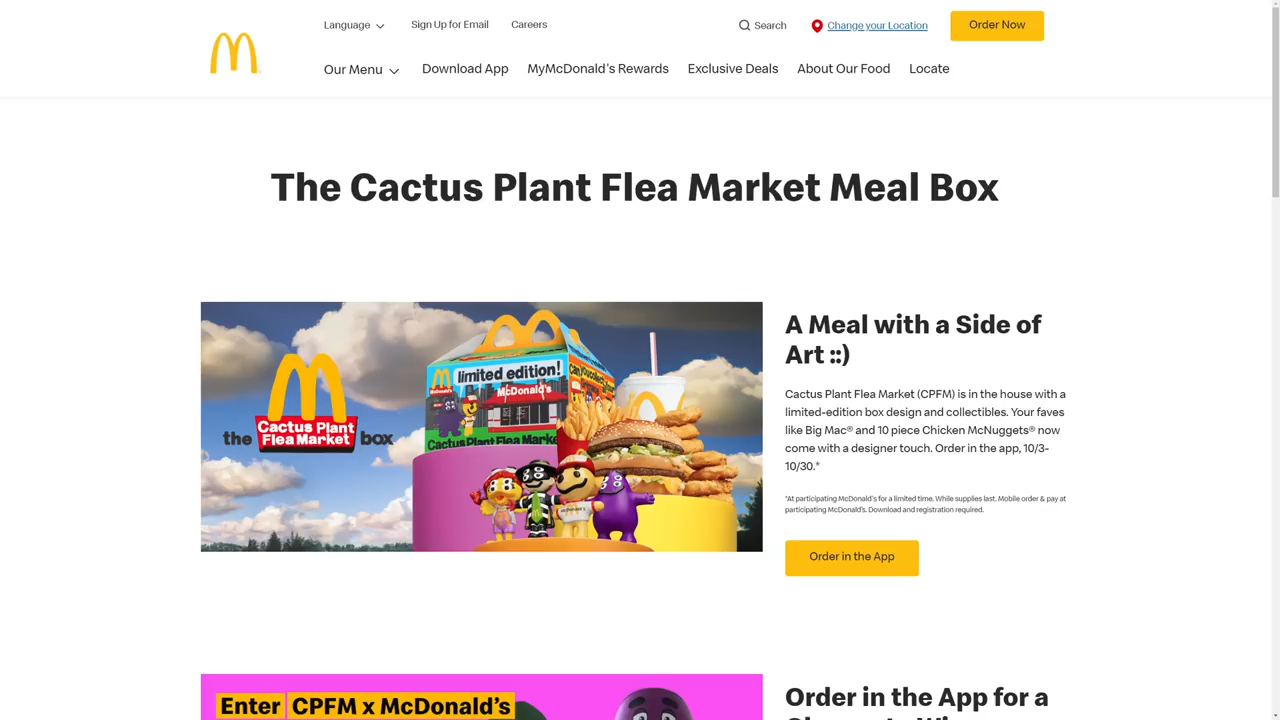 Language
Sign Up for Email
Careers
Search
Change your Location
Order Now
Our Menu
Download App
MyMcDonald's Rewards
Exclusive Deals
About Our Food
Locate
The Cactus Plant Flea Market Meal Box
the Cactus Plant Flea Market box
limited edition!
McDonald's
Cactus Plant Flea Marke
A Meal with a Side of
Art ::)
Cactus Plant Flea Market (CPFM) is in the house with a
limited-edition box design and collectibles. Your faves
like Big Mac® and 10 piece Chicken McNuggets® now
come with a designer touch. Order in the app, 10/3-
10/30.*
*At participating McDonald's for a limited time. While supplies last. Mobile order & pay at
participating McDonald's. Download and registration required.
Order in the App
Enter CPFM x McDonald's
Order in the App for a